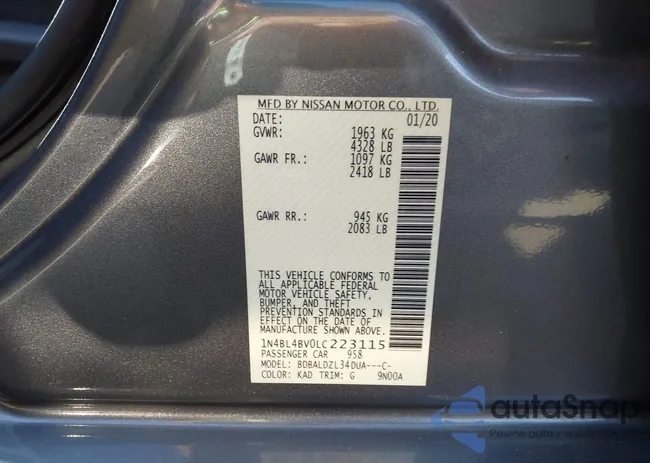 MFD BY NISSAN MOTOR CO., LTD.
DATE: 01/20
GVWR: 1963 KG
4328 LB
GAWR FR.: 1097 KG
2418 LB
GAWR RR.: 945 KG
2083 LB
THIS VEHICLE CONFORMS TO
ALL APPLICABLE FEDERAL
MOTOR VEHICLE SAFETY,
BUMPER, AND THEFT
PREVENTION STANDARDS IN
EFFECT ON THE DATE OF
MANUFACTURE SHOWN ABOVE.
1N4BL4BV0LC223115
PASSENGER CAR 958
MODEL: BDBALDZL34DUA---C-
COLOR: KAD TRIM: G 9N00A
autoSnap
Pewne auta z aukcji